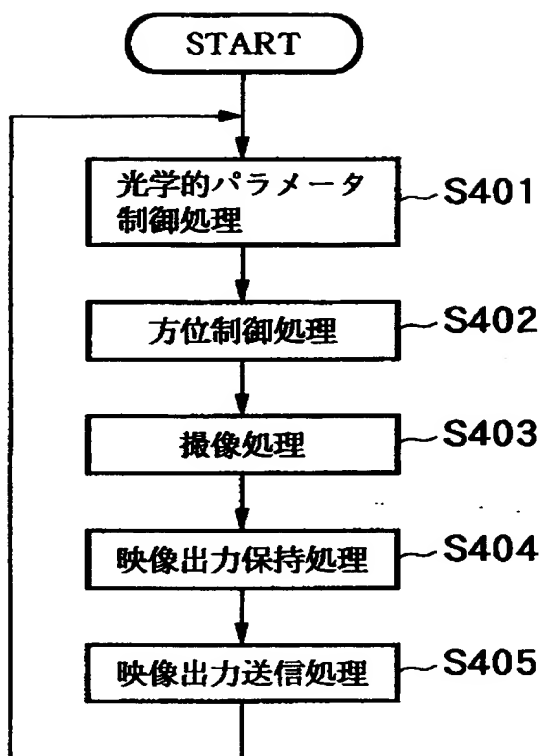 START
光学的パラメータ
制御処理
S401
方位制御処理
S402
撮像処理
S403
映像出力保持処理
S404
映像出力送信処理
S405